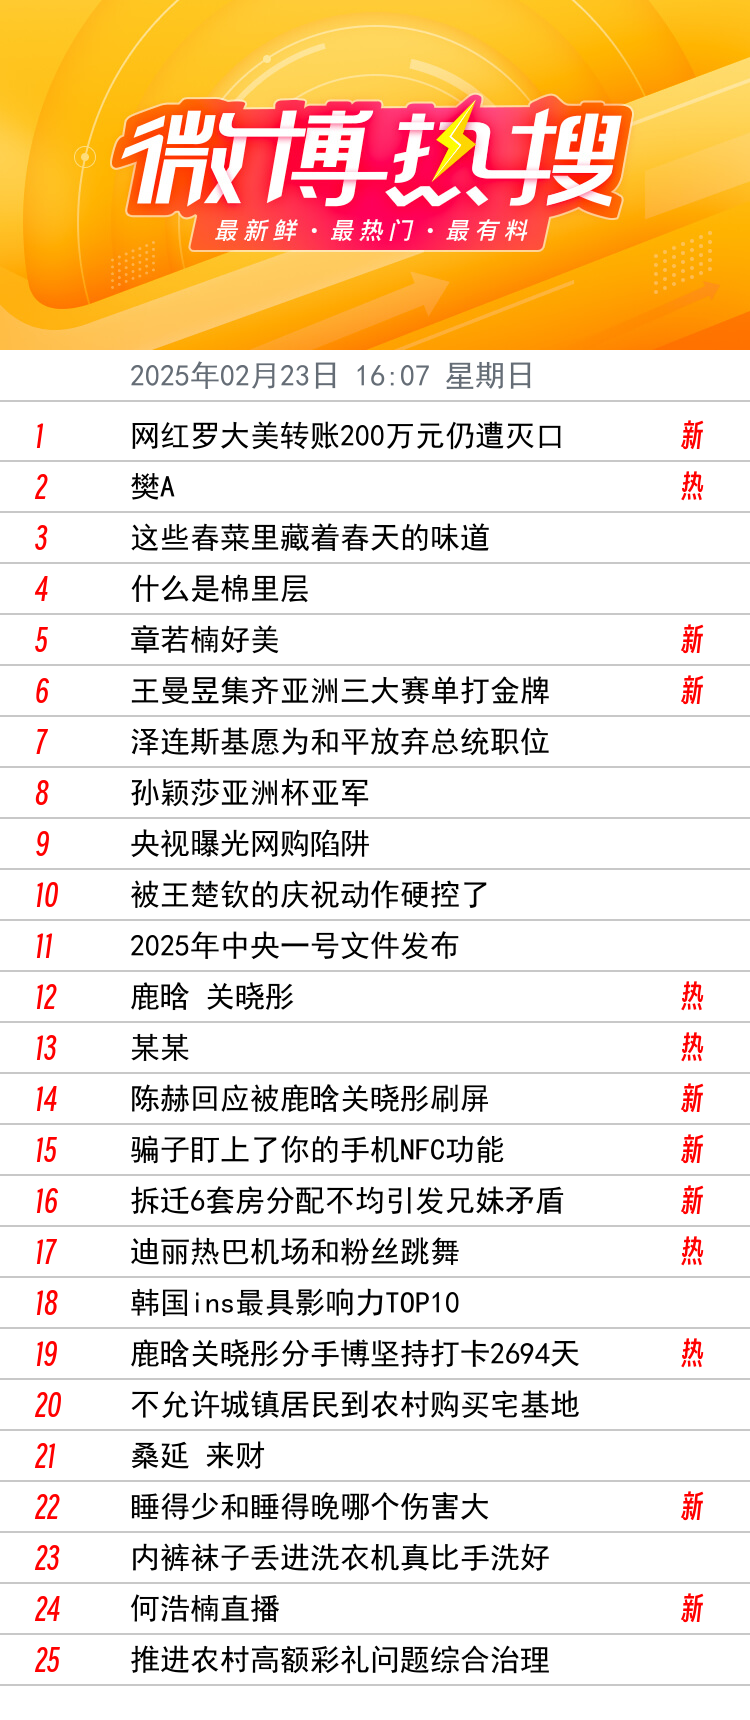 微博热搜
最新鲜·最热门·最有料
2025年02月23日 16:07 星期日
1 网红罗大美转账200万元仍遭灭口 新
2 樊A 热
3 这些春菜里藏着春天的味道
4 什么是棉里层
5 章若楠好美 新
6 王曼昱集齐亚洲三大赛单打金牌 新
7 泽连斯基愿为和平放弃总统职位
8 孙颖莎亚洲杯亚军
9 央视曝光网购陷阱
10 被王楚钦的庆祝动作硬控了
11 2025年中央一号文件发布
12 鹿晗 关晓彤 热
13 某某 热
14 陈赫回应被鹿晗关晓彤刷屏 新
15 骗子盯上了你的手机NFC功能 新
16 拆迁6套房分配不均引发兄妹矛盾 新
17 迪丽热巴机场和粉丝跳舞 热
18 韩国ins最具影响力TOP10
19 鹿晗关晓彤分手博坚持打卡2694天 热
20 不允许城镇居民到农村购买宅基地
21 桑延 来财
22 睡得少和睡得晚哪个伤害大 新
23 内裤袜子丢进洗衣机真比手洗好
24 何浩楠直播 新
25 推进农村高额彩礼问题综合治理